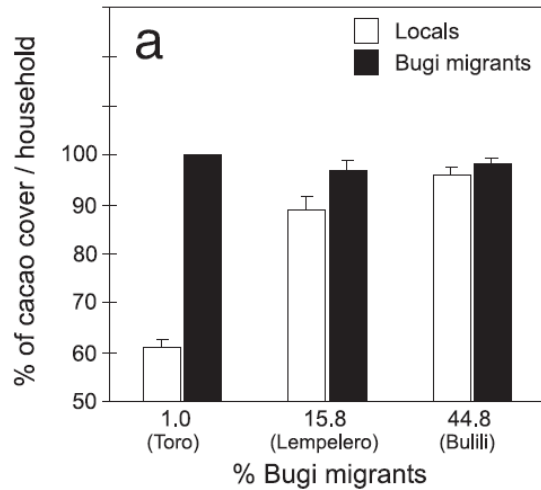 a
Locals
Bugi migrants
% of cacao cover / household
100
90
80
70
60
50
1.0 15.8 44.8
(Toro) (Lempelero) (Bulili)
% Bugi migrants